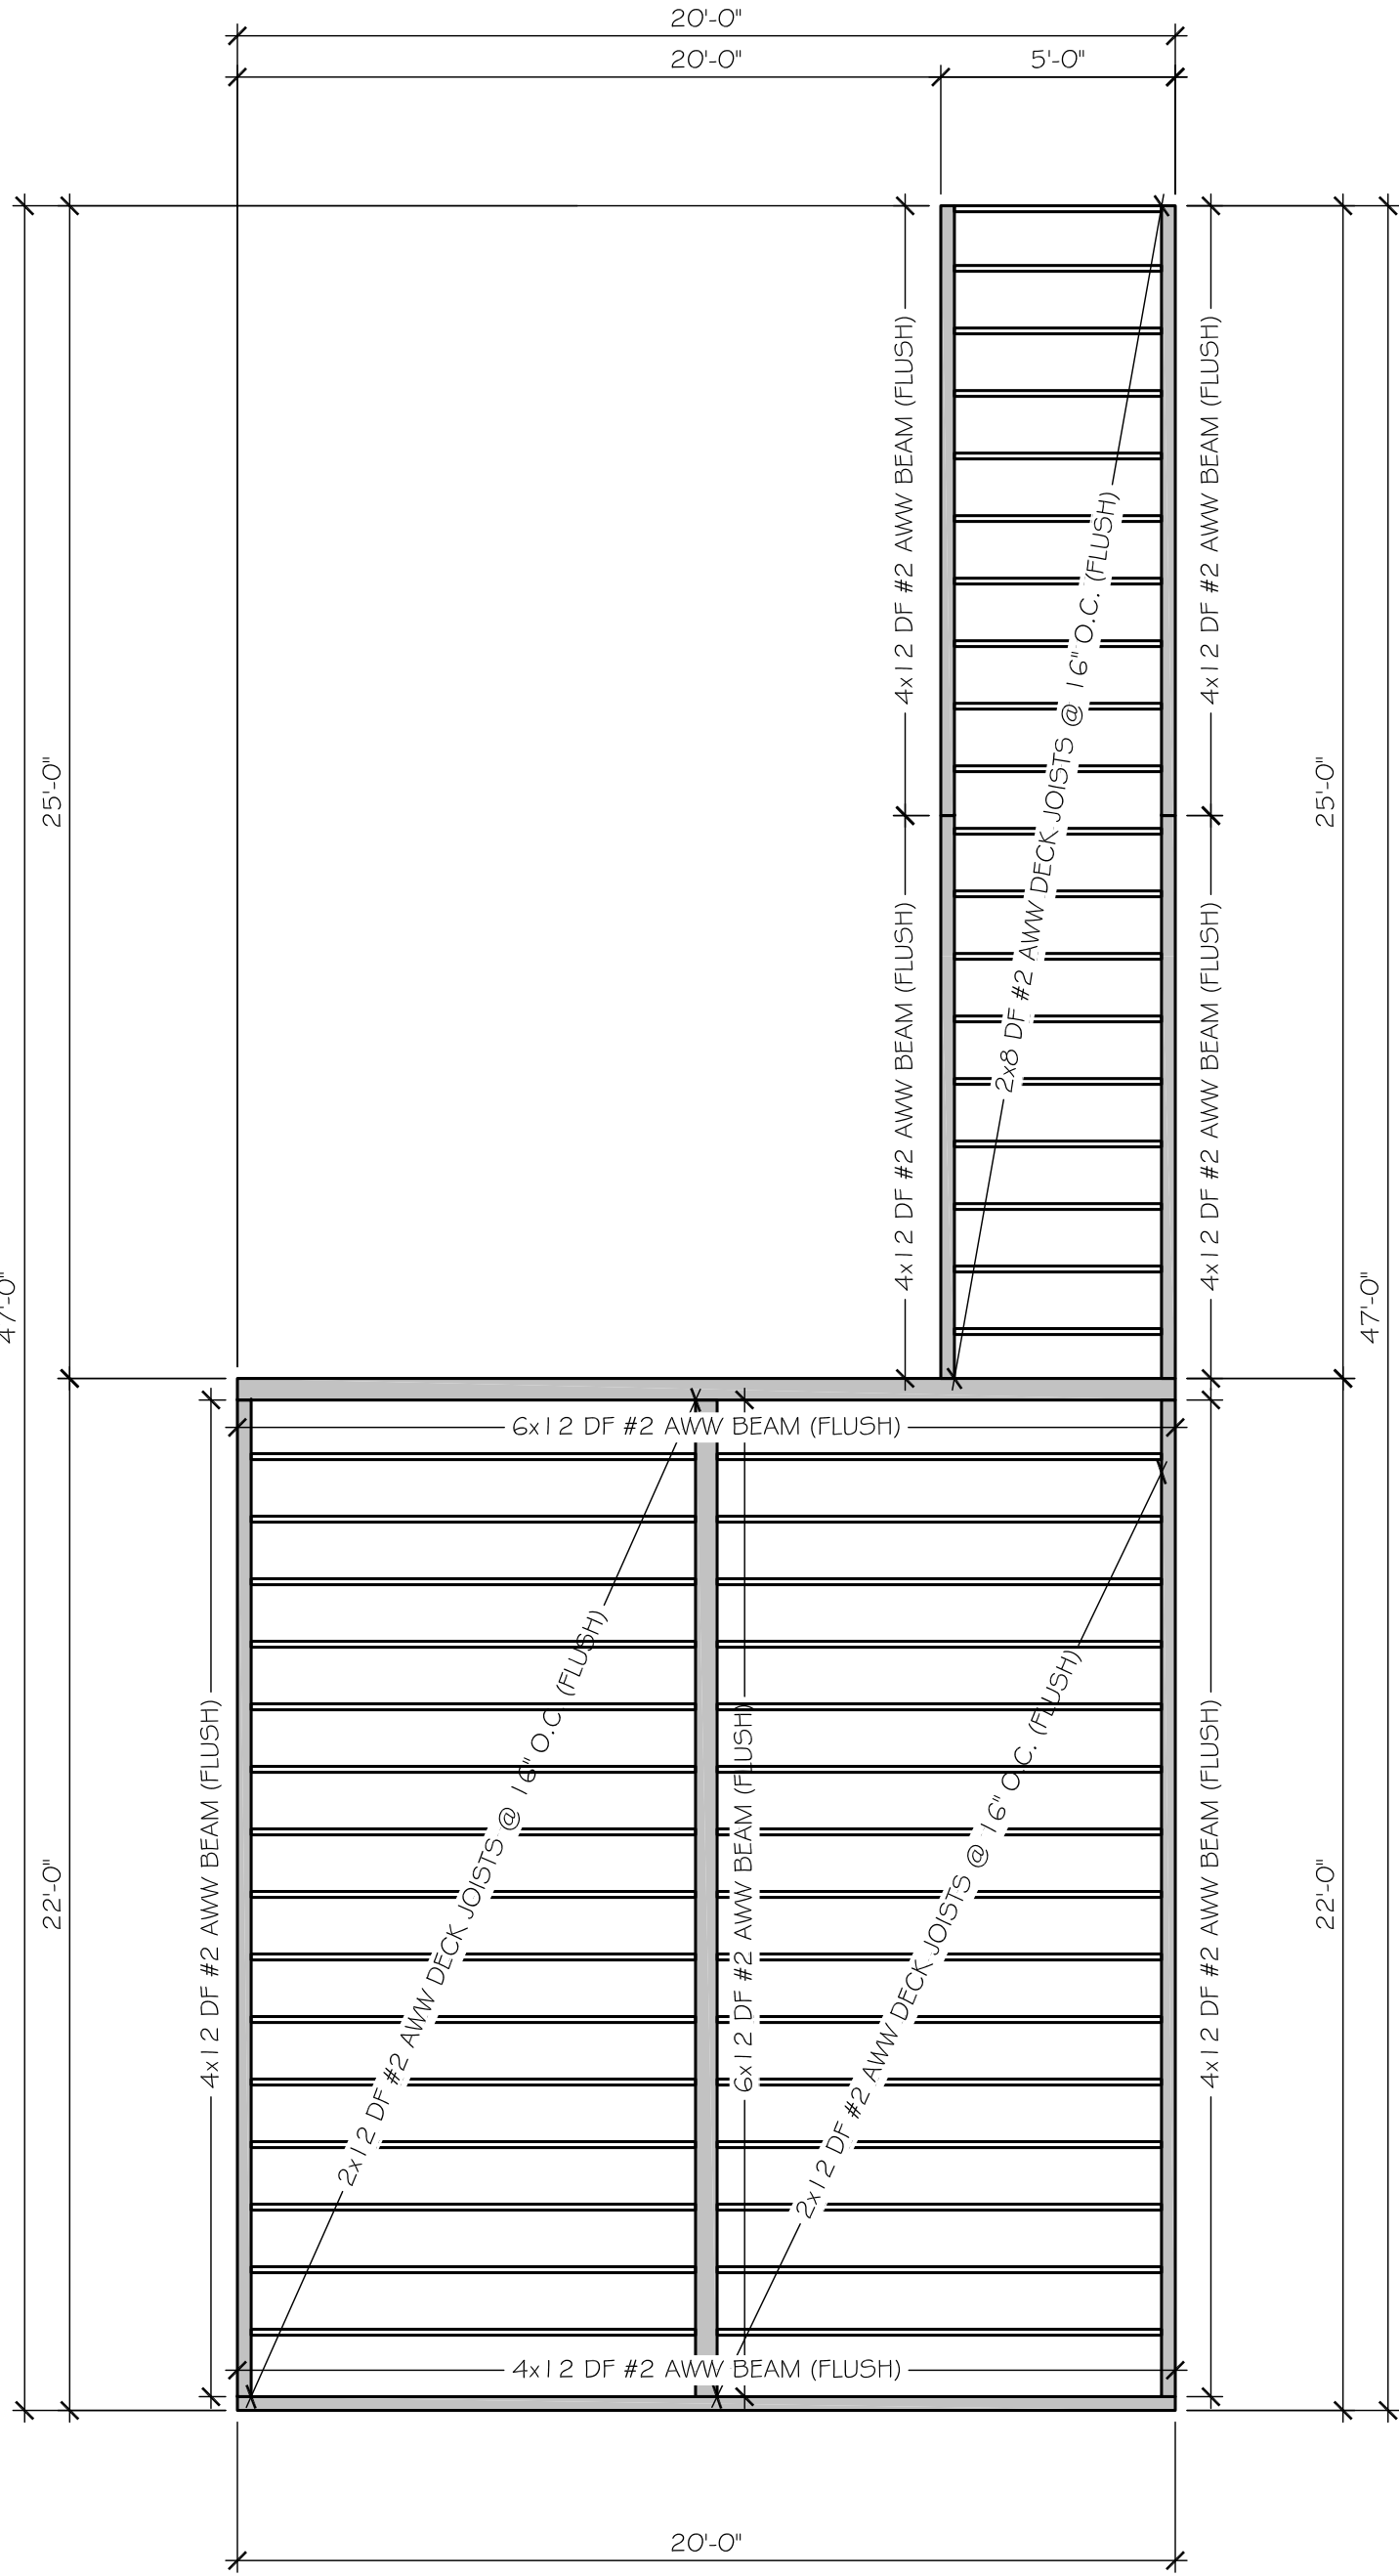 20'-0"
20'-0"
5'-0"
4x12 DF #2 AWW BEAM (FLUSH)
4x12 DF #2 AWW BEAM (FLUSH)
2x8 DF #2 AWW DECK JOISTS @ 16" O.C. (FLUSH)
25'-0"
25'-0"
4x12 DF #2 AWW BEAM (FLUSH)
4x12 DF #2 AWW BEAM (FLUSH)
47'-0"
47'-0"
6x12 DF #2 AWW BEAM (FLUSH)
4x12 DF #2 AWW BEAM (FLUSH)
2x12 DF #2 AWW DECK JOISTS @ 16" O.C. (FLUSH)
6x12 DF #2 AWW BEAM (FLUSH)
2x12 DF #2 AWW DECK JOISTS @ 16" O.C. (FLUSH)
4x12 DF #2 AWW BEAM (FLUSH)
22'-0"
22'-0"
4x12 DF #2 AWW BEAM (FLUSH)
20'-0"